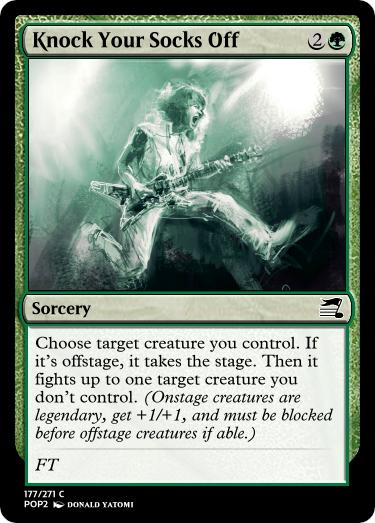 Knock Your Socks Off 2
Sorcery
Choose target creature you control. If
it's offstage, it takes the stage. Then it
fights up to one target creature you
don't control. (Onstage creatures are
legendary, get +1/+1, and must be blocked
before offstage creatures if able.)
FT
177/271 C
POP2 DONALD YATOMI